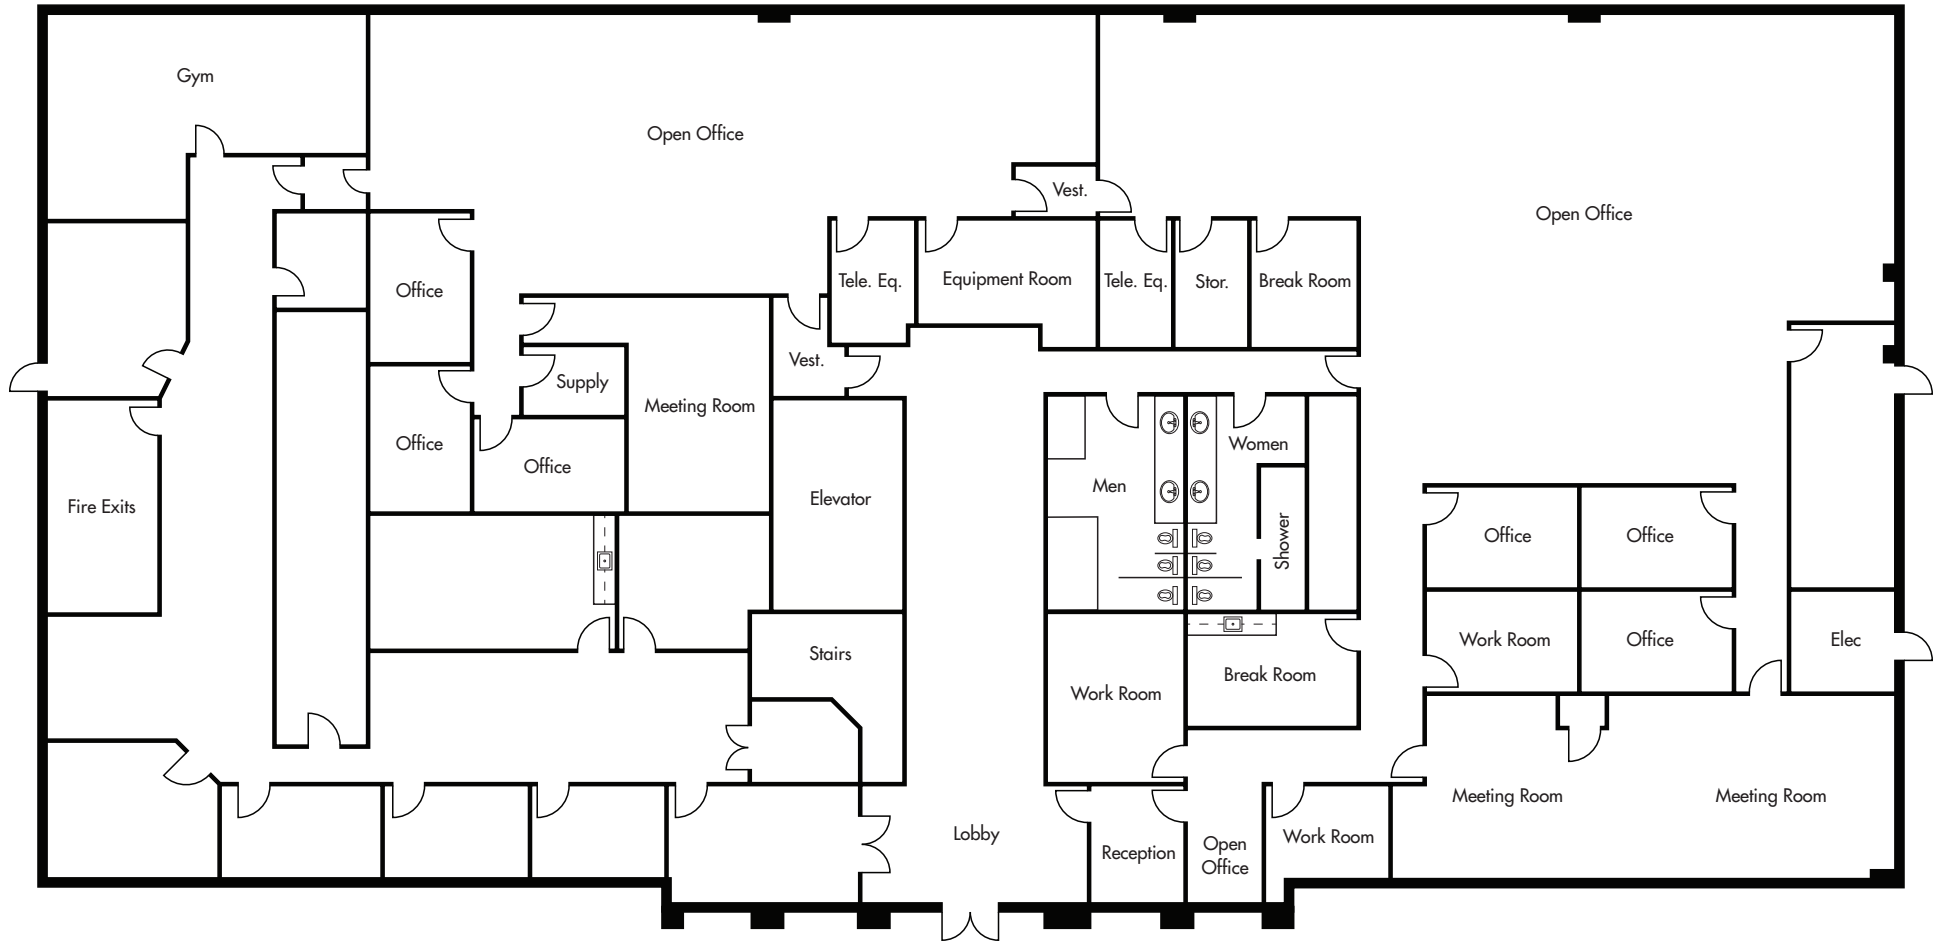 Gym
Open Office
Vest.
Open Office
Office
Tele. Eq.
Equipment Room
Tele. Eq.
Stor.
Break Room
Vest.
Supply
Meeting Room
Office
Office
Women
Men
Elevator
Fire Exits
Shower
Office
Office
Stairs
Work Room
Office
Elec
Work Room
Break Room
Meeting Room
Meeting Room
Lobby
Reception
Open
Office
Work Room